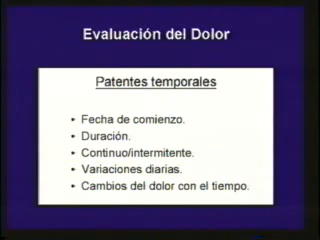 Evaluación del Dolor
Patentes temporales
• Fecha de comienzo.
• Duración.
• Continuo/intermitente.
• Variaciones diarias.
• Cambios del dolor con el tiempo.